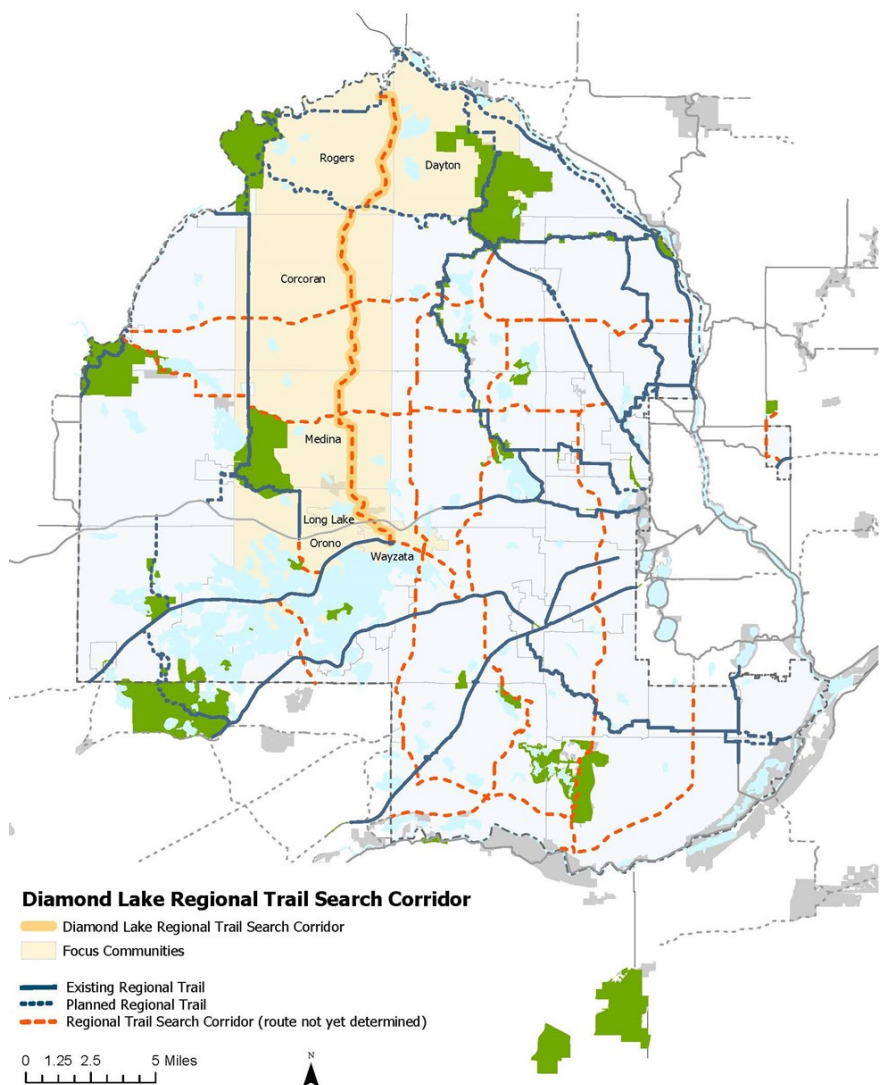 Rogers
Dayton
Corcoran
Medina
Long Lake
Orono
Wayzata
Diamond Lake Regional Trail Search Corridor
Diamond Lake Regional Trail Search Corridor
Focus Communities
Existing Regional Trail
Planned Regional Trail
Regional Trail Search Corridor (route not yet determined)
0 1.25 2.5 5 Miles
N